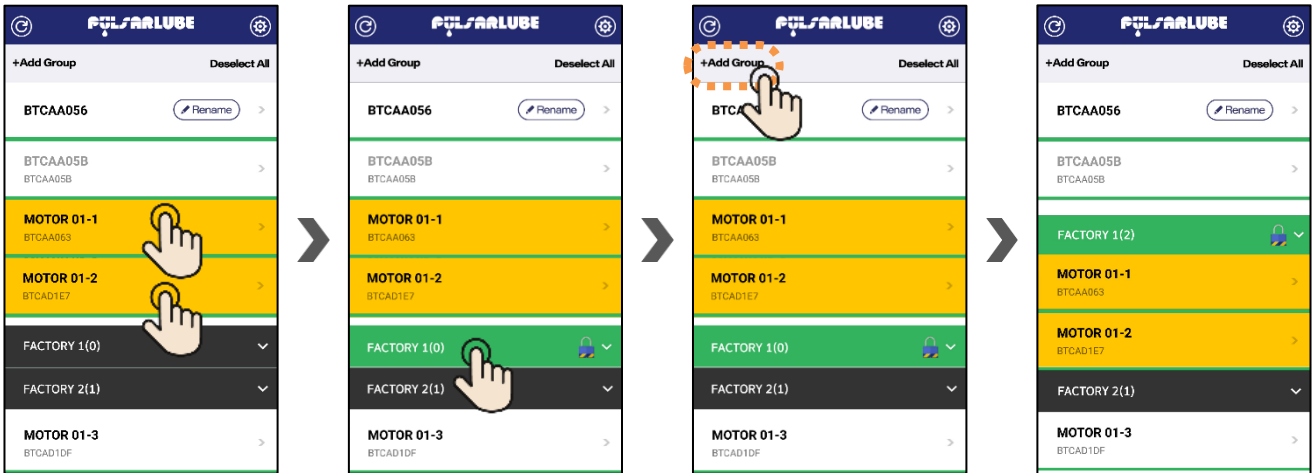 PULSARLUBE
+Add Group Deselect All
BTCAA056 Rename
BTCAA05B
BTCAA05B
MOTOR 01-1
BTCAA063
MOTOR 01-2
BTCAD1E7
FACTORY 1(0)
FACTORY 2(1)
MOTOR 01-3
BTCAD1DF
PULSARLUBE
+Add Group Deselect All
BTCAA056 Rename
BTCAA05B
BTCAA05B
MOTOR 01-1
BTCAA063
MOTOR 01-2
BTCAD1E7
FACTORY 1(0)
FACTORY 2(1)
MOTOR 01-3
BTCAD1DF
PULSARLUBE
+Add Group Deselect All
Rename
BTCAA05B
BTCAA05B
MOTOR 01-1
BTCAA063
MOTOR 01-2
BTCAD1E7
FACTORY 1(0)
FACTORY 2(1)
MOTOR 01-3
BTCAD1DF
PULSARLUBE
+Add Group Deselect All
BTCAA056 Rename
BTCAA05B
BTCAA05B
FACTORY 1(2)
MOTOR 01-1
BTCAA063
MOTOR 01-2
BTCAD1E7
FACTORY 2(1)
MOTOR 01-3
BTCAD1DF